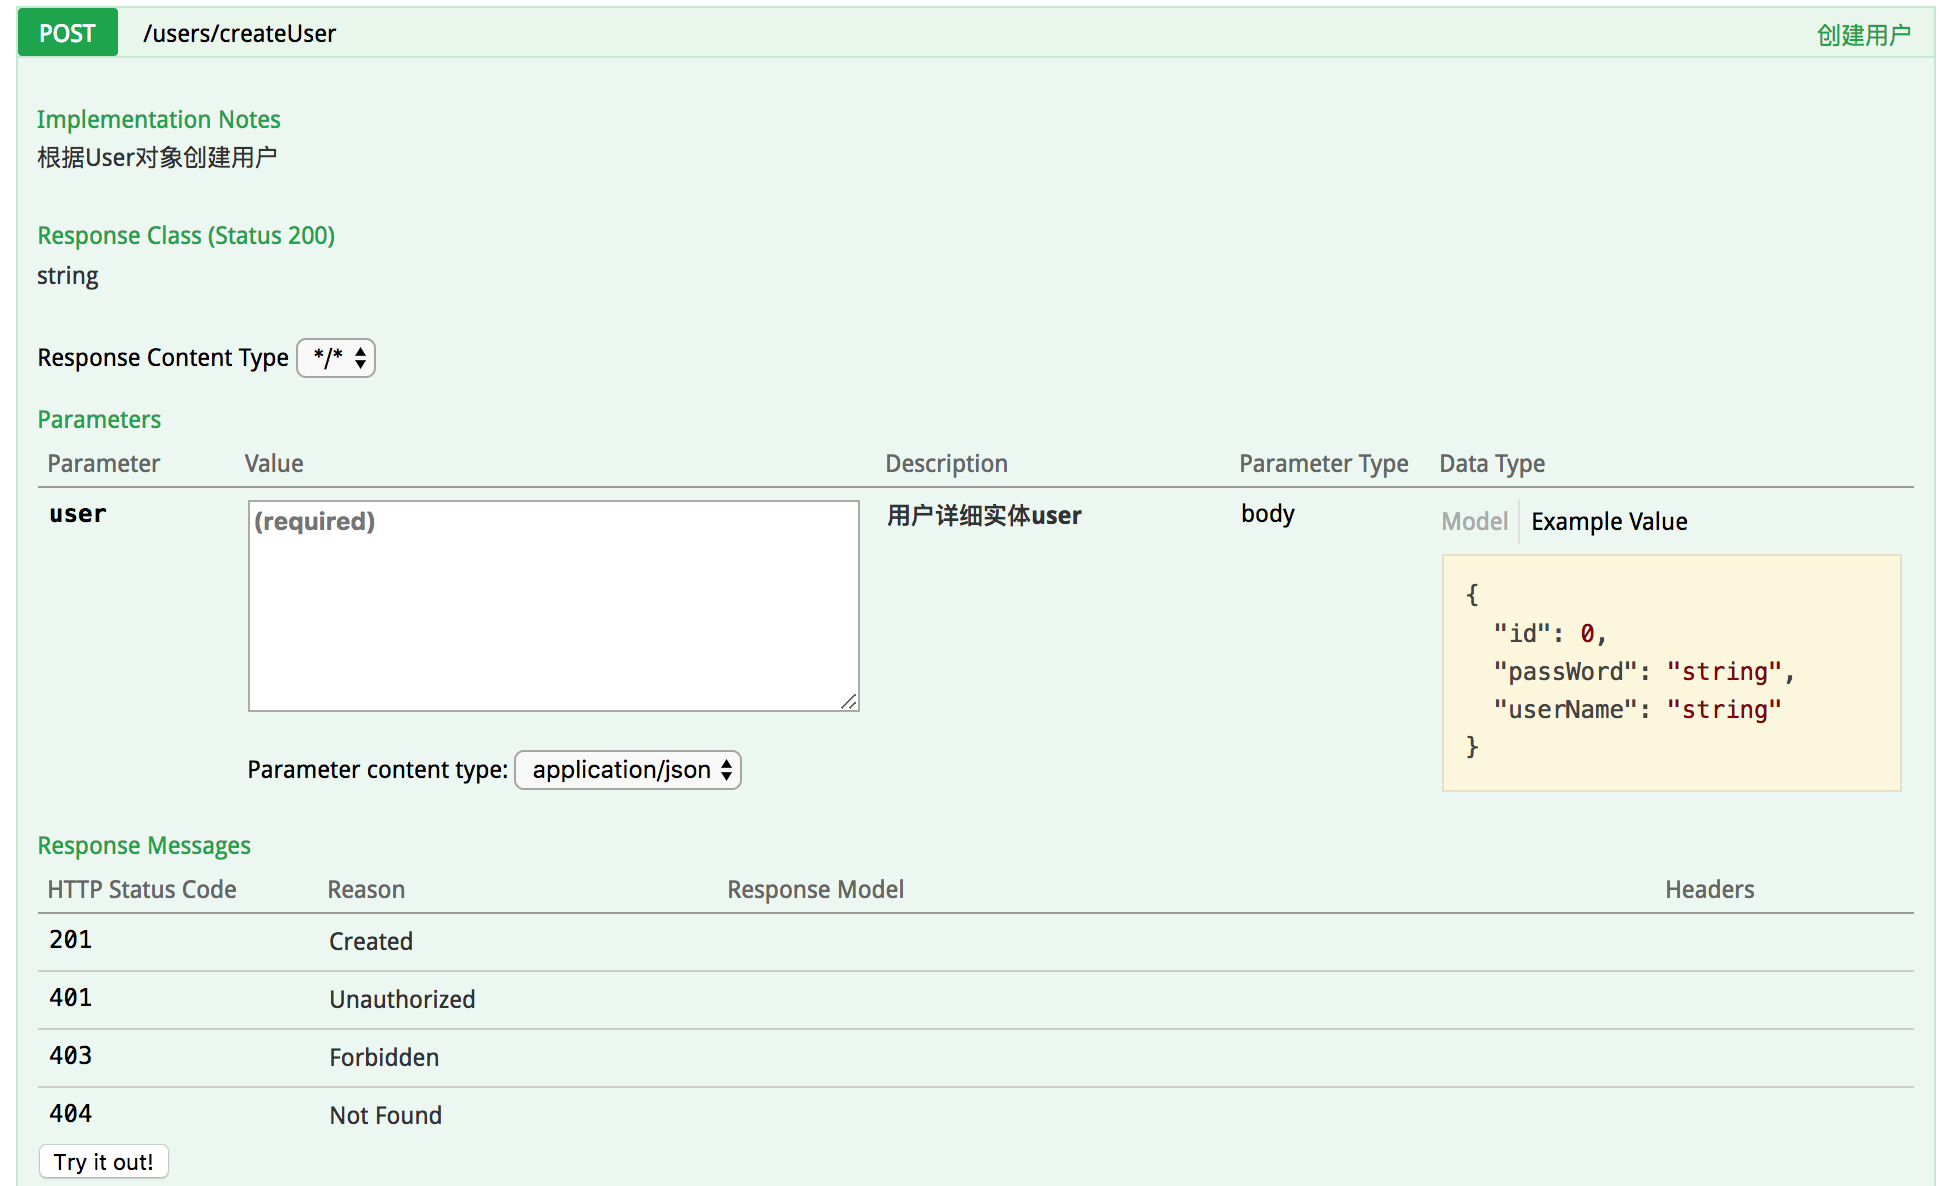 POST /users/createUser 创建用户
Implementation Notes
根据User对象创建用户
Response Class (Status 200)
string
Response Content Type */*
Parameters
Parameter Value Description Parameter Type Data Type
user (required) 用户详细实体user body Model Example Value
{
"id": 0,
"passWord": "string",
"userName": "string"
}
Parameter content type: application/json
Response Messages
HTTP Status Code Reason Response Model Headers
201 Created
401 Unauthorized
403 Forbidden
404 Not Found
Try it out!